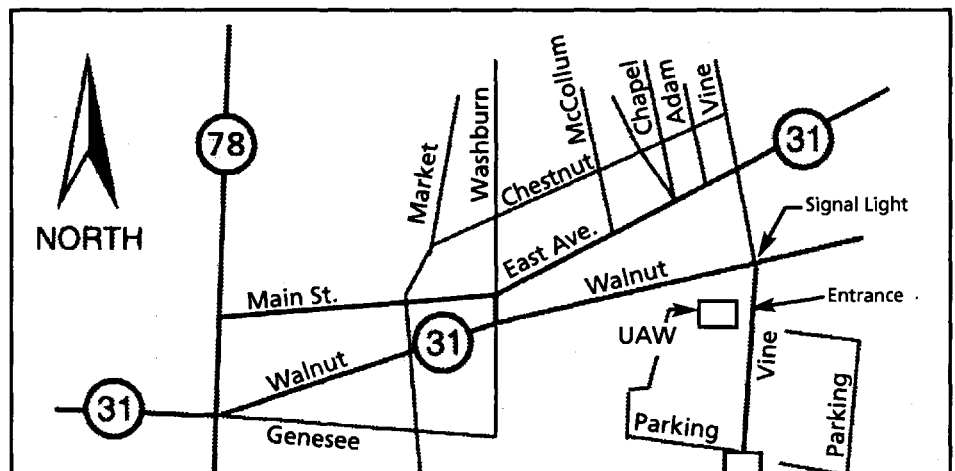 NORTH
78
Market
Washburn
McCollum
Chapel
Adam
Vine
31
Chestnut
Signal Light
East Ave.
Walnut
Main St.
Entrance
UAW
31
Vine
Walnut
31
Genesee
Parking
Parking